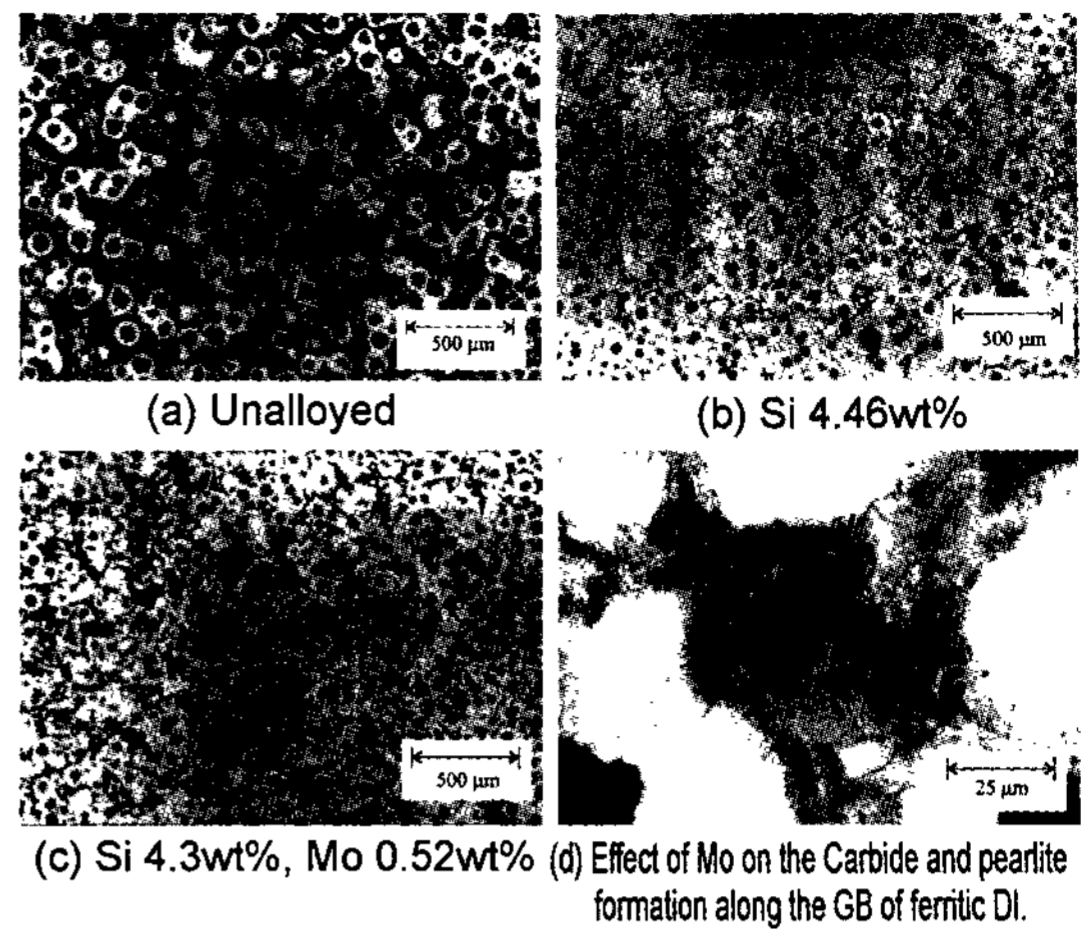 500 μm
500 μm
(a) Unalloyed
(b) Si 4.46wt%
500 μm
25 μm
(c) Si 4.3wt%, Mo 0.52wt%
(d) Effect of Mo on the Carbide and pearlite
formation along the GB of ferritic DI.